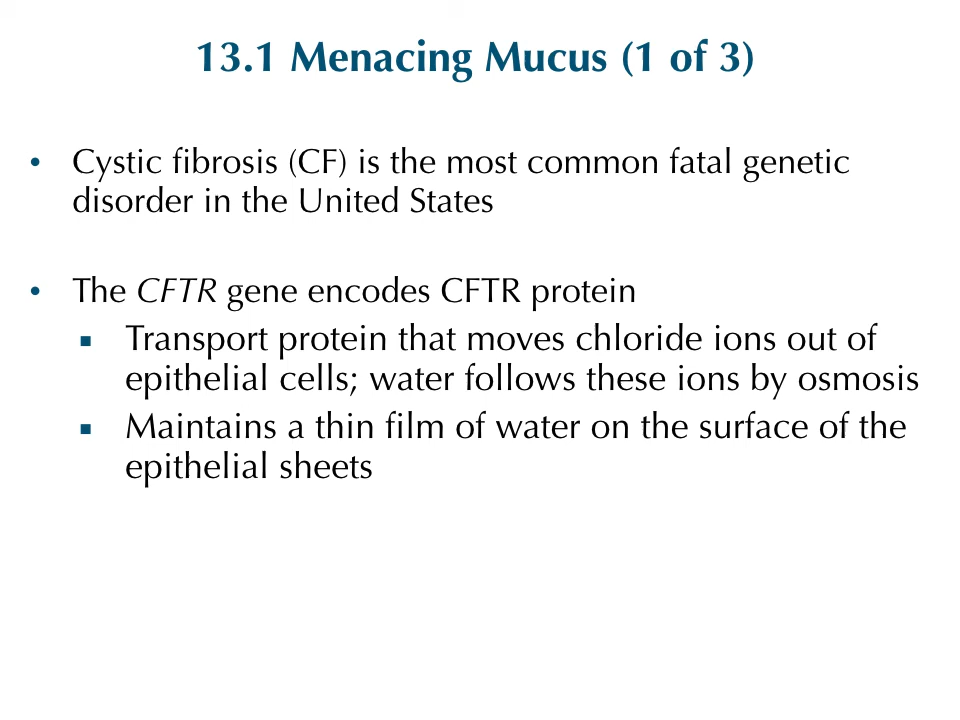 13.1 Menacing Mucus (1 of 3)
• Cystic fibrosis (CF) is the most common fatal genetic
disorder in the United States
• The CFTR gene encodes CFTR protein
▪ Transport protein that moves chloride ions out of
epithelial cells; water follows these ions by osmosis
▪ Maintains a thin film of water on the surface of the
epithelial sheets